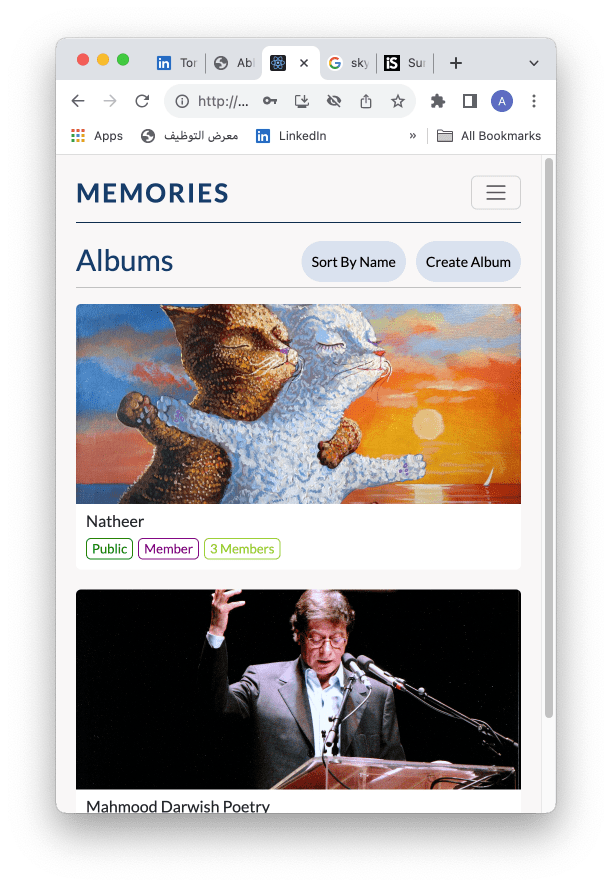 Tor
Abl
sky
Sur
http://...
A
Apps
معرض التوظيف
LinkedIn
»
All Bookmarks
MEMORIES
Albums
Sort By Name
Create Album
Natheer
Public
Member
3 Members
Mahmood Darwish Poetry